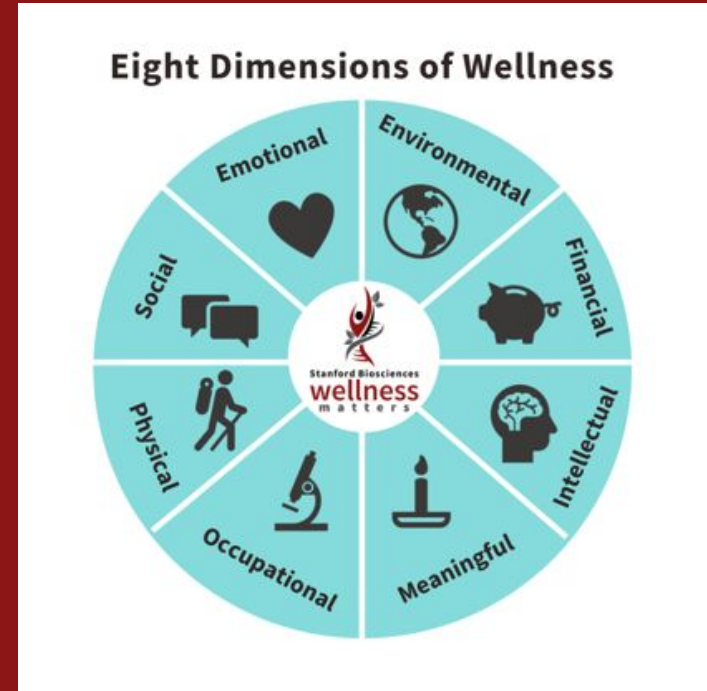 Eight Dimensions of Wellness
Emotional
Environmental
Social
Financial
Stanford Biosciences
wellness
matters
Physical
Intellectual
Occupational
Meaningful